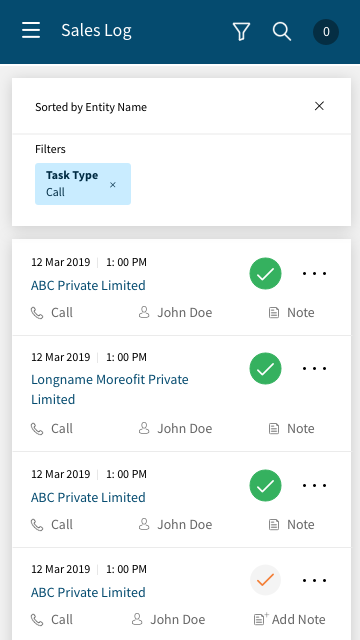 Sales Log 0
Sorted by Entity Name
Filters
Task Type
Call
12 Mar 2019 1: 00 PM
ABC Private Limited
Call John Doe Note
12 Mar 2019 1: 00 PM
Longname Moreofit Private
Limited
Call John Doe Note
12 Mar 2019 1: 00 PM
ABC Private Limited
Call John Doe Note
12 Mar 2019 1: 00 PM
ABC Private Limited
Call John Doe Add Note